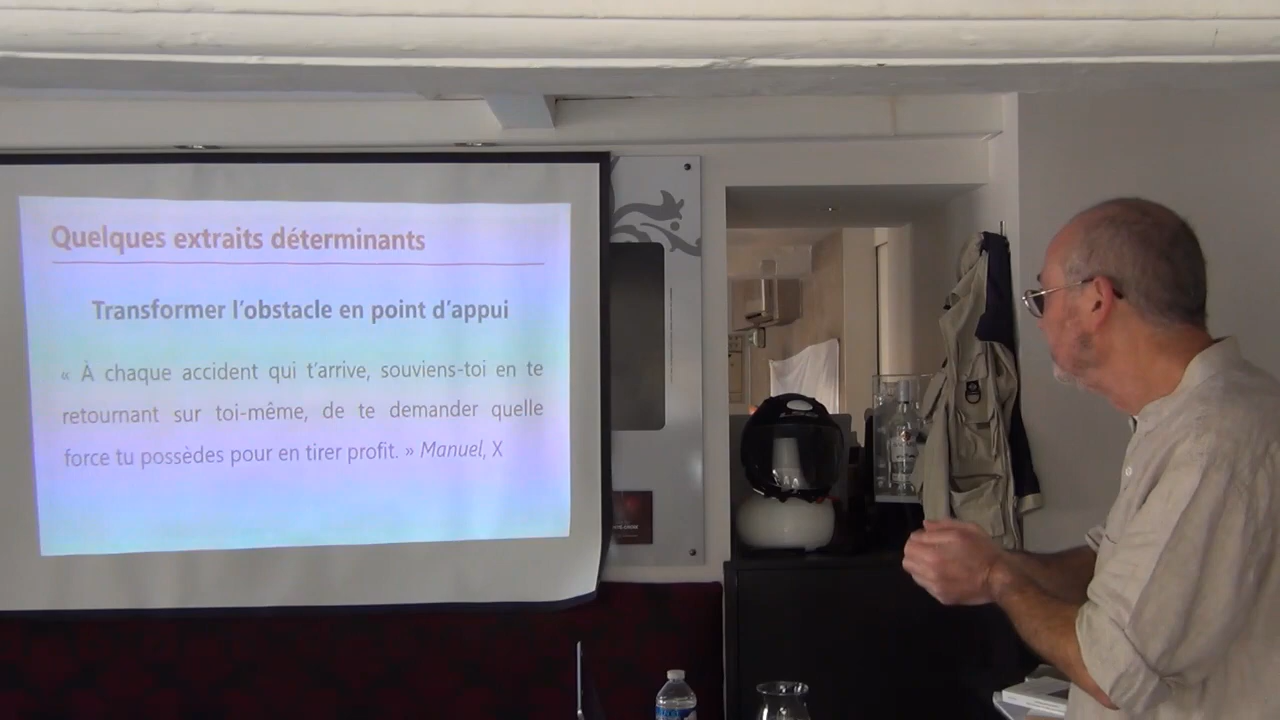 Quelques extraits déterminants
Transformer l'obstacle en point d'appui
« À chaque accident qui t'arrive, souviens-toi en te
retournant sur toi-même, de te demander quelle
force tu possèdes pour en tirer profit. » Manuel, X